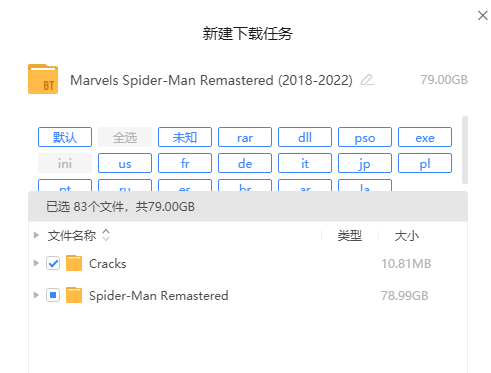 新建下载任务
BT
Marvels Spider-Man Remastered (2018-2022) 79.00GB
默认 全选 未知 rar dll pso exe
ini us fr de it jp pl
pt ru es br ar la
已选 83个文件，共79.00GB
文件名称 类型 大小
Cracks 10.81MB
Spider-Man Remastered 78.99GB